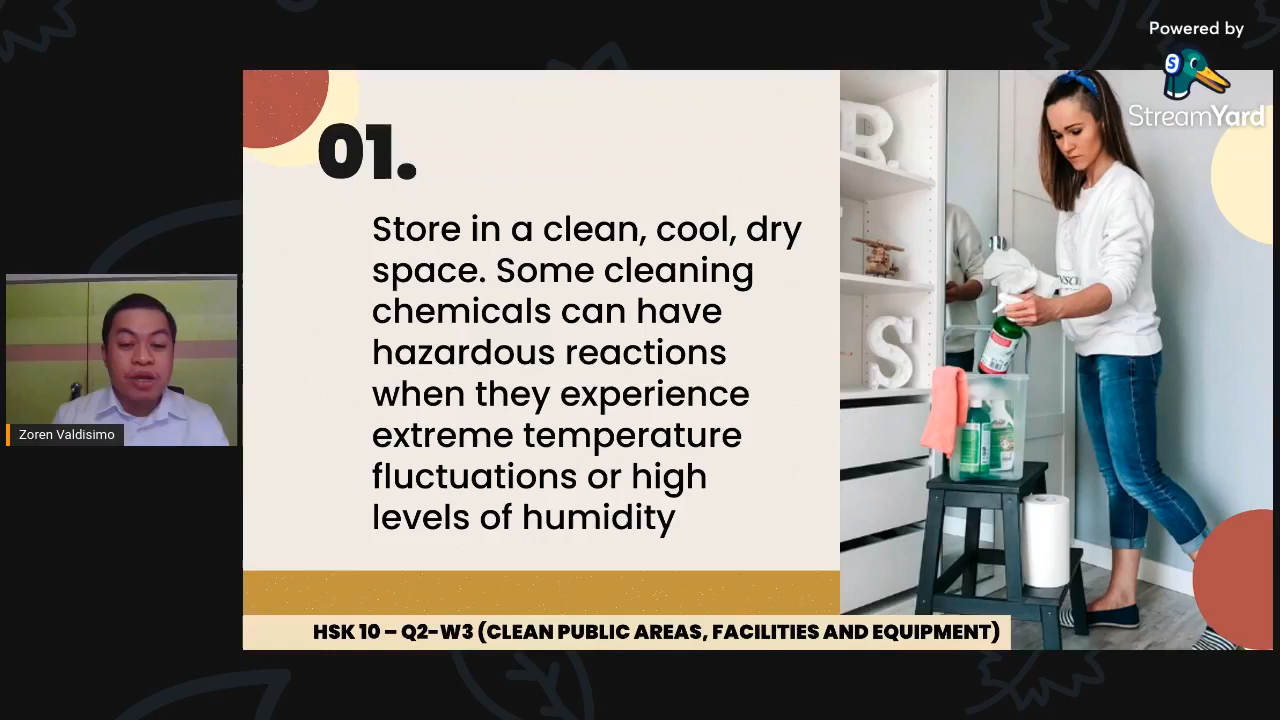 Powered by
StreamYard
01.
Store in a clean, cool, dry
space. Some cleaning
chemicals can have
hazardous reactions
when they experience
extreme temperature
fluctuations or high
levels of humidity
R
S
Zoren Valdisimo
HSK 10 – Q2-W3 (CLEAN PUBLIC AREAS, FACILITIES AND EQUIPMENT)